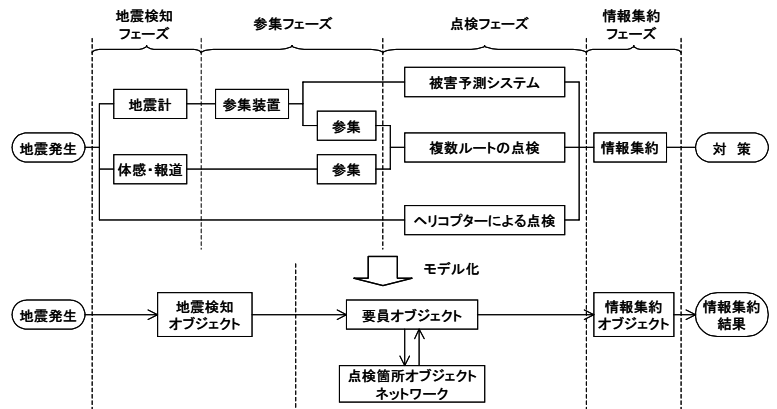 地震検知
フェーズ
参集フェーズ
点検フェーズ
情報集約
フェーズ
地震計
参集装置
被害予測システム
参集
地震発生
複数ルートの点検
情報集約
対 策
体感・報道
参集
ヘリコプターによる点検
モデル化
地震発生
地震検知
オブジェクト
要員オブジェクト
情報集約
オブジェクト
情報集約
結果
点検箇所オブジェクト
ネットワーク